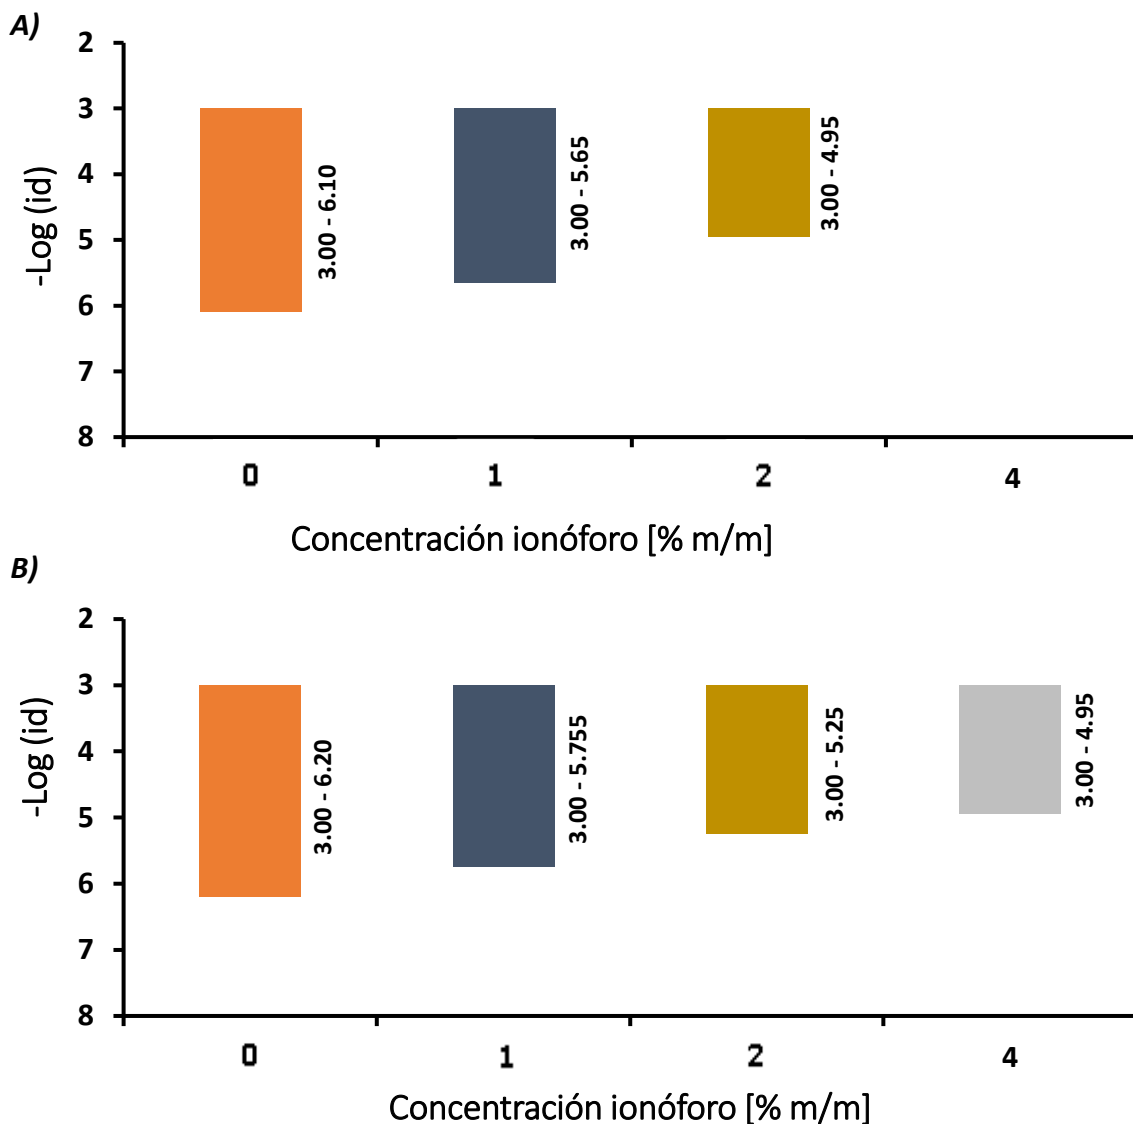 A)
-Log (id)
2
3
4
5
6
7
8
3.00 - 6.10
3.00 - 5.65
3.00 - 4.95
0
1
2
4
Concentración ionóforo [% m/m]
B)
-Log (id)
2
3
4
5
6
7
8
3.00 - 6.20
3.00 - 5.755
3.00 - 5.25
3.00 - 4.95
0
1
2
4
Concentración ionóforo [% m/m]